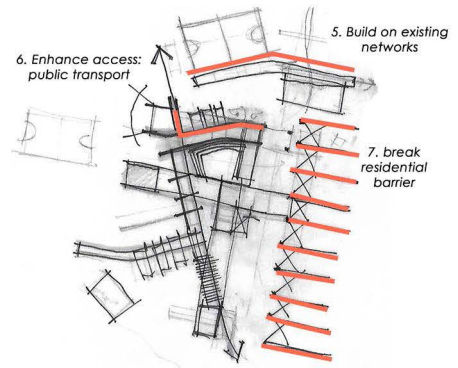 5. Build on existing
networks
6. Enhance access:
public transport
7. break
residential
barrier